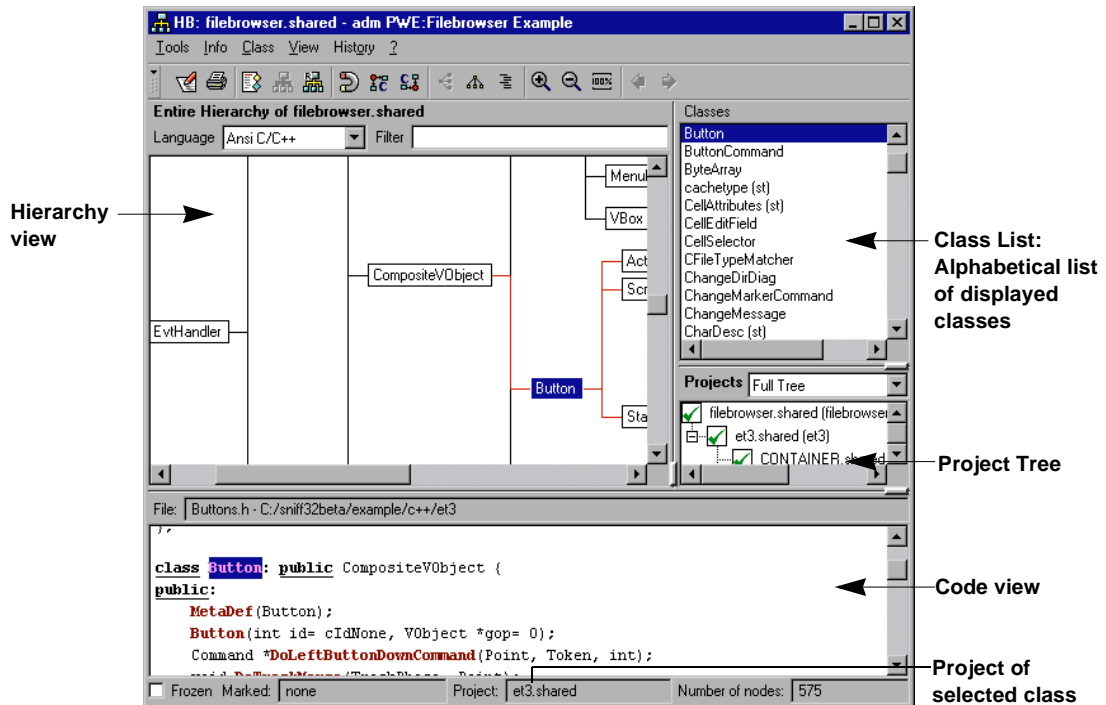 HB: filebrowser.shared - adm PWE:Filebrowser Example
Tools Info Class View History ?
100%
Entire Hierarchy of filebrowser.shared
Language Ansi C/C++ Filter
EvtHandler
CompositeVObject
Button
VBox
Act
Scr
Sta
Classes
Button
ButtonCommand
ByteArray
cachetype (st)
CellAttributes (st)
CellEditField
CellSelector
CFileTypeMatcher
ChangeDirDiag
ChangeMarkerCommand
ChangeMessage
CharDesc (st)
Projects Full Tree
filebrowser.shared (filebrowser
et3.shared (et3)
CONTAINER.shared
File: Buttons.h - C:/sniff32beta/example/c++/et3
};
class Button: public CompositeVObject {
public:
MetaDef(Button);
Button(int id= cIdNone, VObject *gop= 0);
Command *DoLeftButtonDownCommand(Point, Token, int);
Frozen Marked: none Project: et3.shared Number of nodes: 575
Hierarchy
view
Class List:
Alphabetical list
of displayed
classes
Project Tree
Code view
Project of
selected class